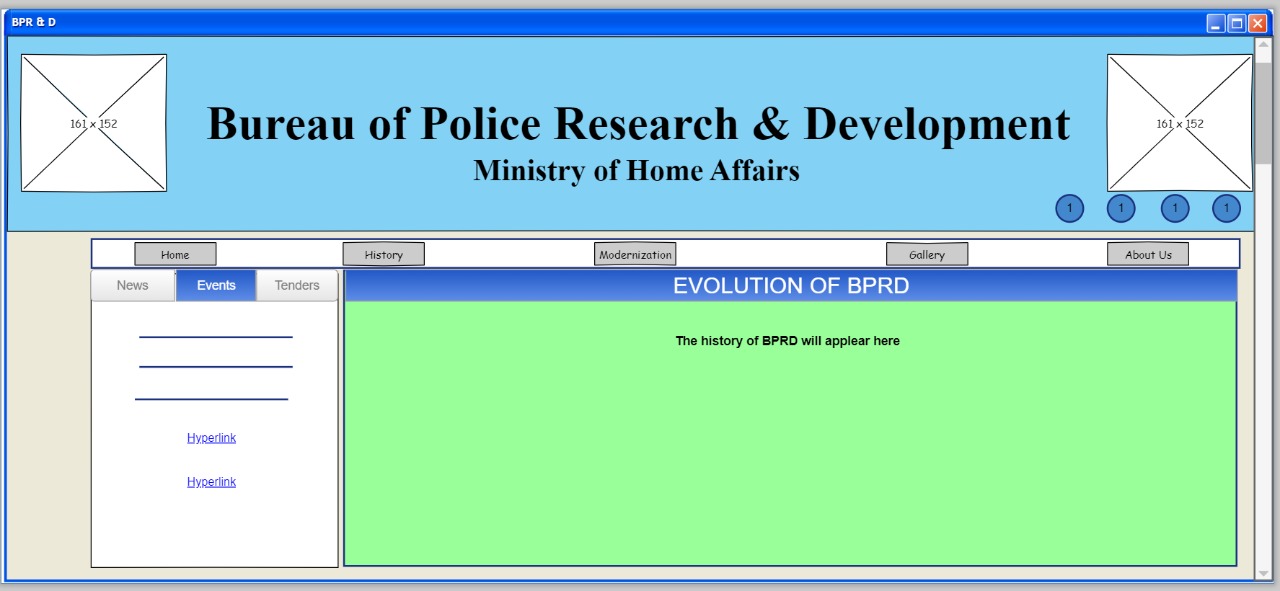 BPR & D
161 x 152
Bureau of Police Research & Development
Ministry of Home Affairs
161 x 152
1 1 1 1
Home History Modernization Gallery About Us
News Events Tenders
EVOLUTION OF BPRD
The history of BPRD will applear here
Hyperlink
Hyperlink